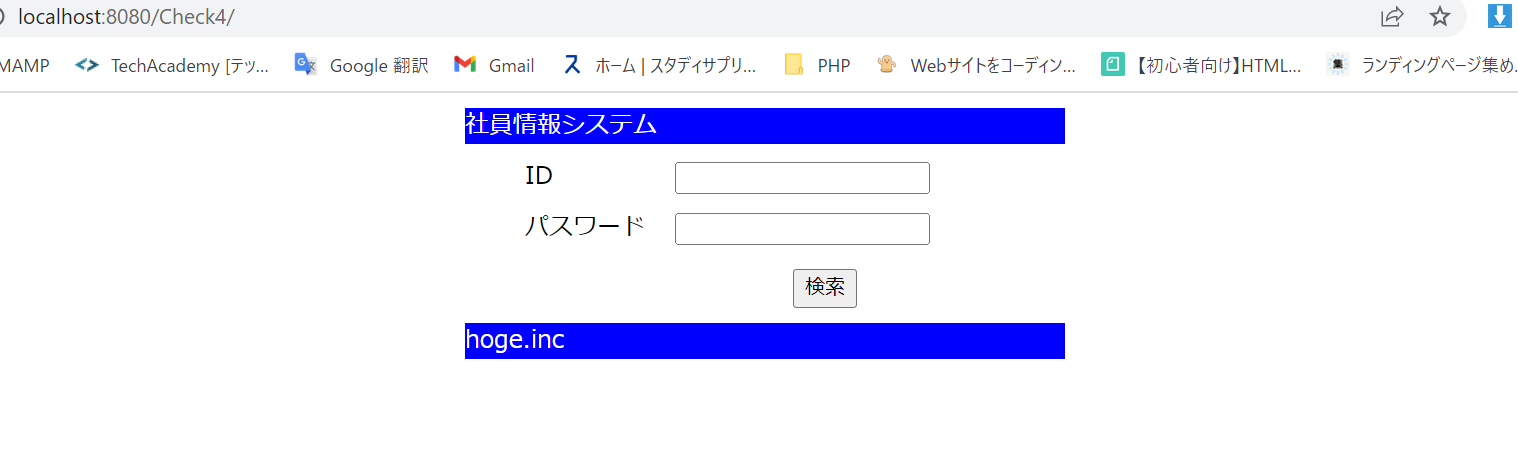 localhost:8080/Check4/
MAMP TechAcademy [テッ... Google 翻訳 Gmail ホーム | スタディサプリ... PHP Webサイトをコーディン... 【初心者向け】HTML... ランディングページ集め.
社員情報システム
ID
パスワード
検索
hoge.inc